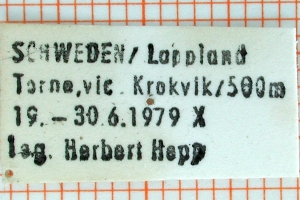 SCHWEDEN/Lappland
Torne,vic. Krokvik/500m
19.-30.6.1979 X
leg. Herbert Hepp